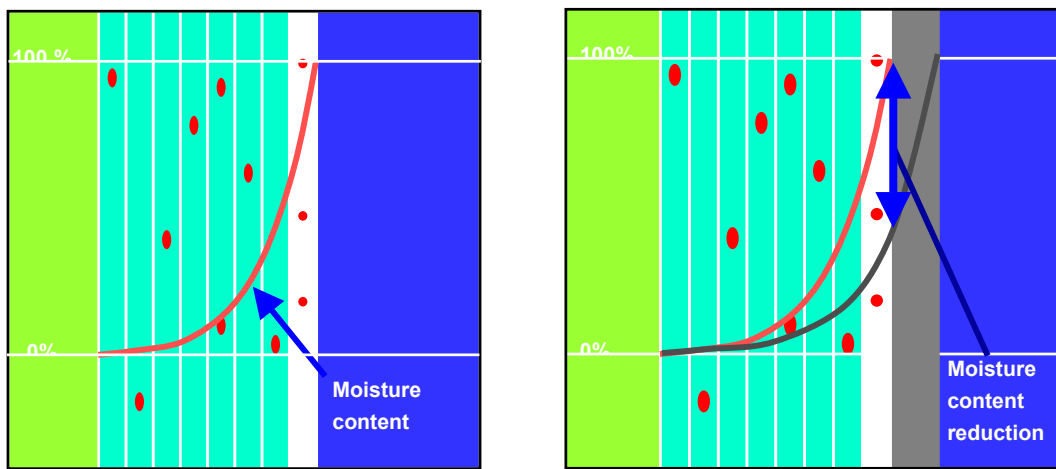 100 %
0%
Moisture
content
100%
0%
Moisture
content
reduction